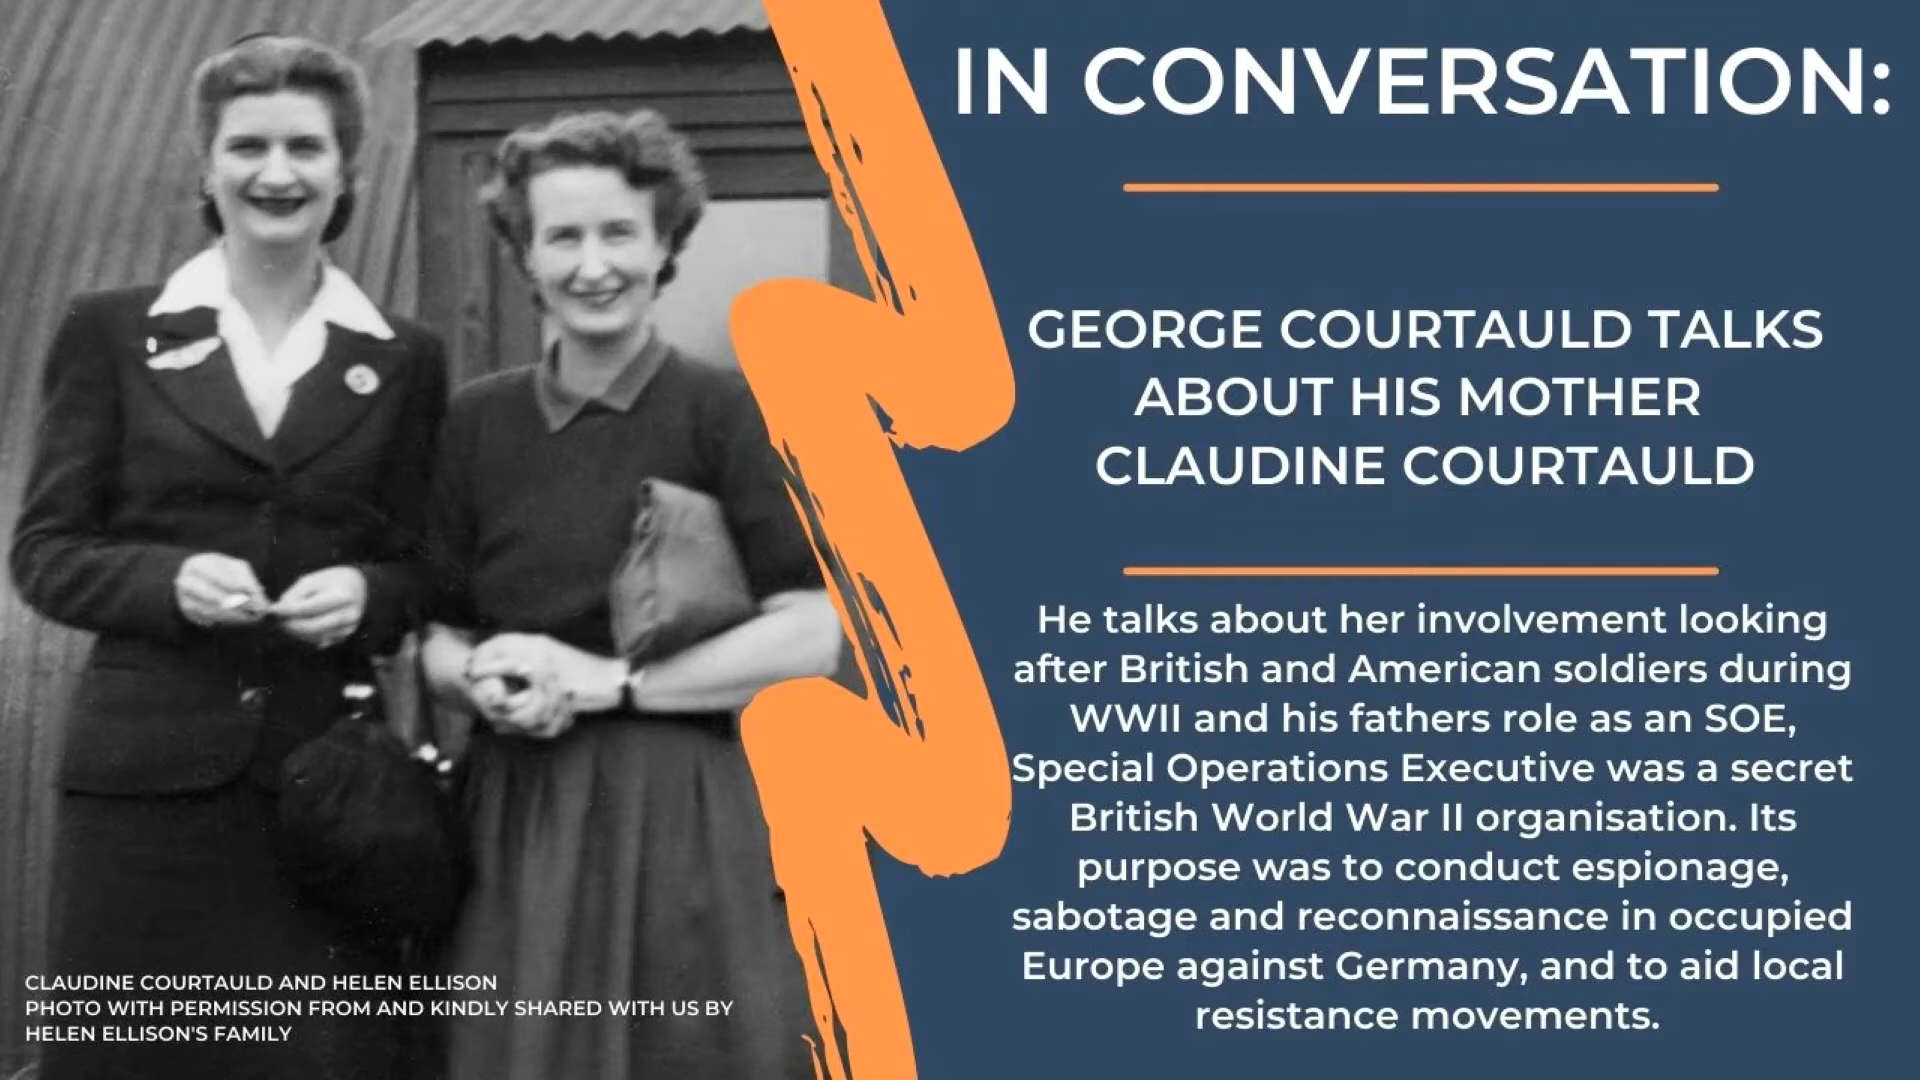 IN CONVERSATION:
GEORGE COURTAULD TALKS
ABOUT HIS MOTHER
CLAUDINE COURTAULD
He talks about her involvement looking
after British and American soldiers during
WWII and his fathers role as an SOE,
Special Operations Executive was a secret
British World War II organisation. Its
purpose was to conduct espionage,
sabotage and reconnaissance in occupied
Europe against Germany, and to aid local
resistance movements.
CLAUDINE COURTAULD AND HELEN ELLISON
PHOTO WITH PERMISSION FROM AND KINDLY SHARED WITH US BY
HELEN ELLISON'S FAMILY